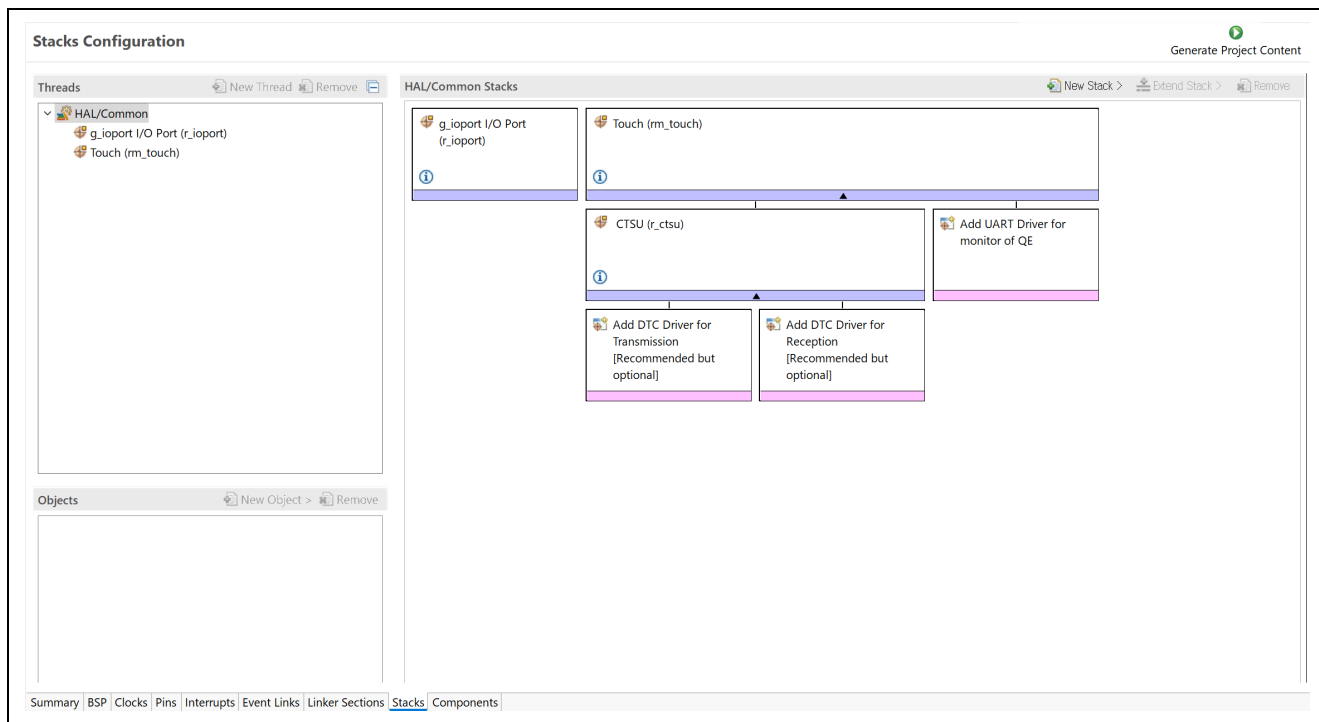 Stacks Configuration
Generate Project Content
Threads
New Thread
Remove
HAL/Common
g_ioport I/O Port (r_ioport)
Touch (rm_touch)
Objects
New Object >
Remove
HAL/Common Stacks
New Stack >
Extend Stack >
Remove
g_ioport I/O Port
(r_ioport)
Touch (rm_touch)
CTSU (r_ctsu)
Add UART Driver for
monitor of QE
Add DTC Driver for
Transmission
[Recommended but
optional]
Add DTC Driver for
Reception
[Recommended but
optional]
Summary BSP Clocks Pins Interrupts Event Links Linker Sections Stacks Components